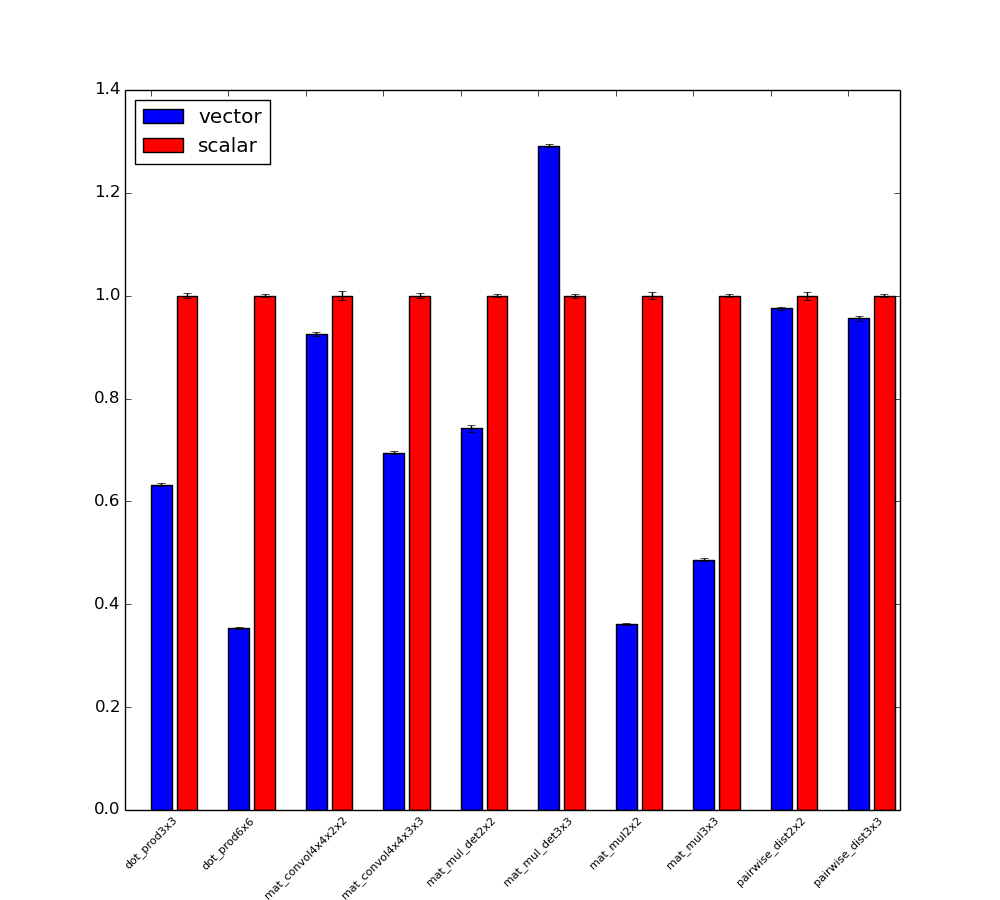 1.4
vector
scalar
1.2
1.0
0.8
0.6
0.4
0.2
0.0
dot_prod3x3
dot_prod6x6
mat_convol4x4x2x2
mat_convol4x4x3x3
mat_mul_det2x2
mat_mul_det3x3
mat_mul2x2
mat_mul3x3
pairwise_dist2x2
pairwise_dist3x3